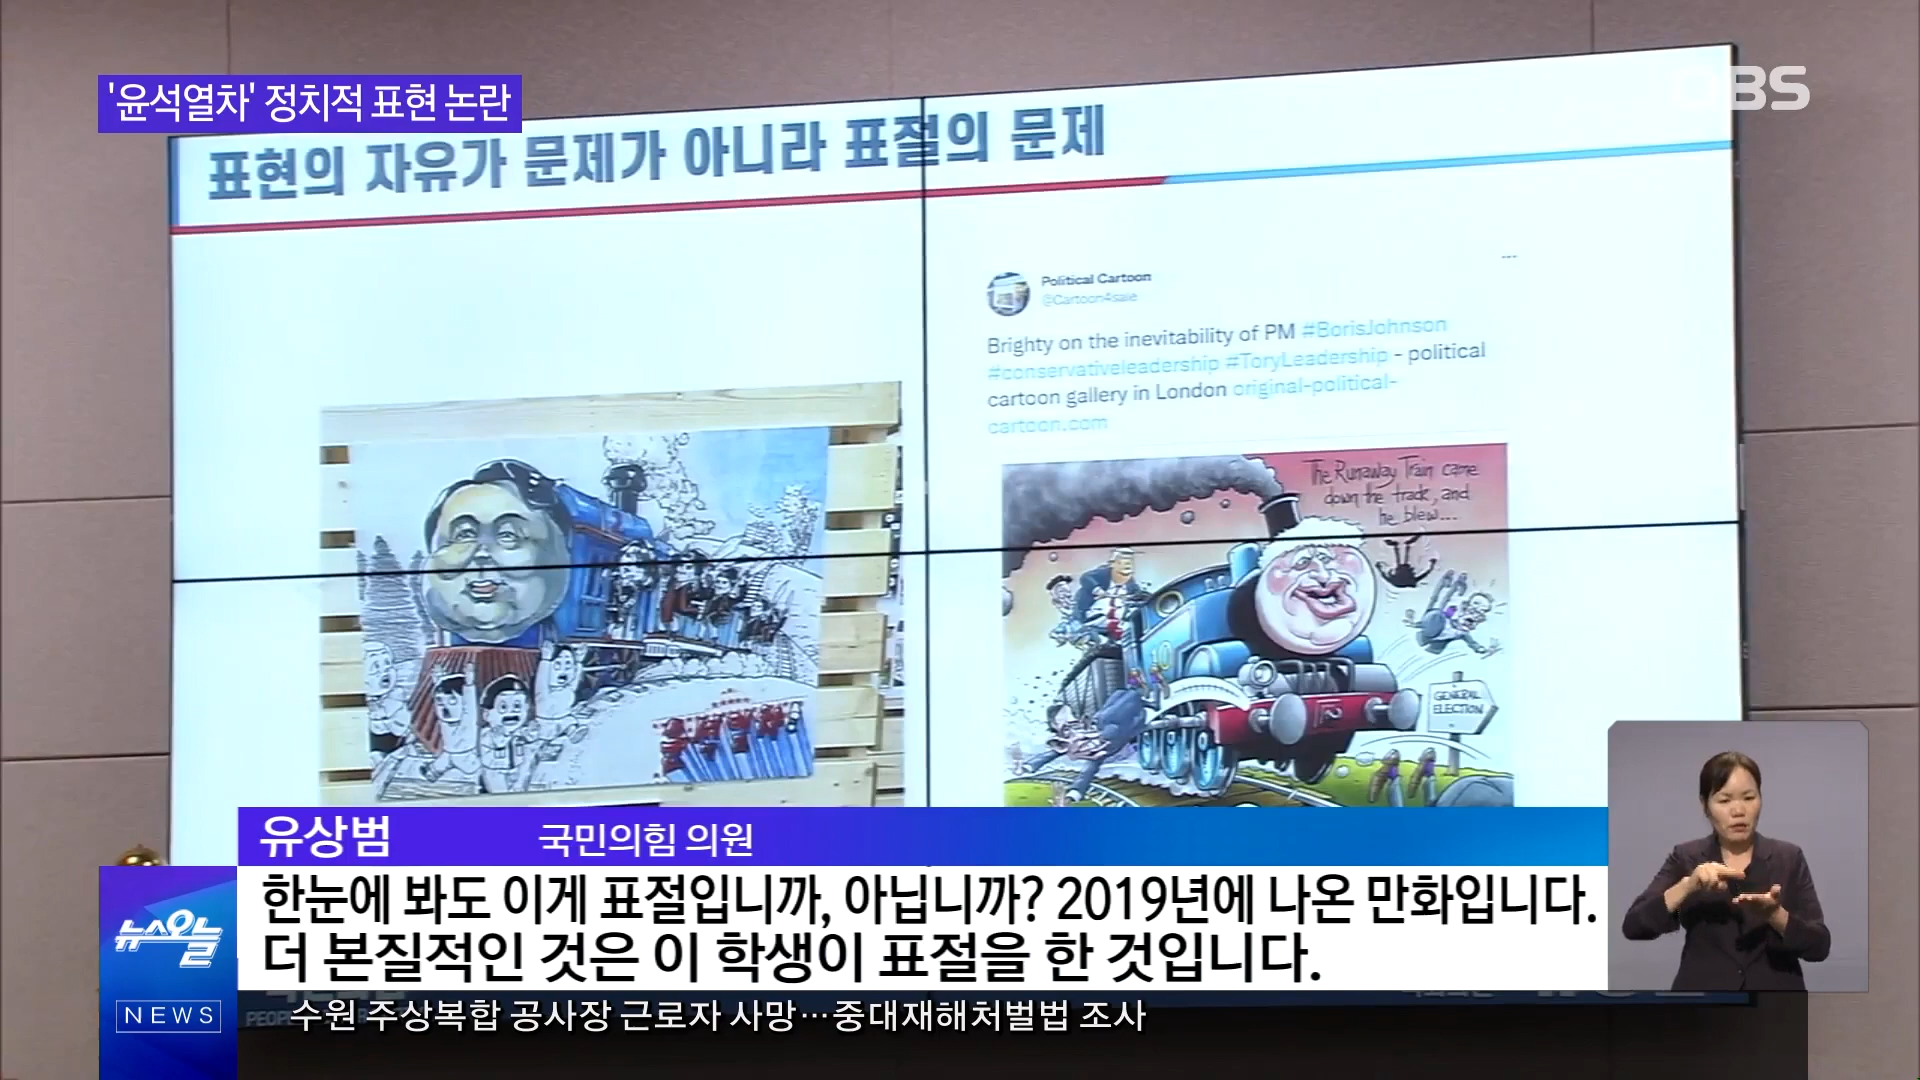 '윤석열차' 정치적 표현 논란
OBS
표현의 자유가 문제가 아니라 표절의 문제
Political Cartoon
@Cartoon4sale
Brighty on the inevitability of PM #BorisJohnson
#conservativeleadership #ToryLeadership - political
cartoon gallery in London original-political-
cartoon.com
The Runaway Train came
down the track, and
he blew...
10
GENERAL
ELECTION
유상범 국민의힘 의원
한눈에 봐도 이게 표절입니까, 아닙니까? 2019년에 나온 만화입니다.
더 본질적인 것은 이 학생이 표절을 한 것입니다.
뉴스오늘
NEWS
수원 주상복합 공사장 근로자 사망…중대재해처벌법 조사